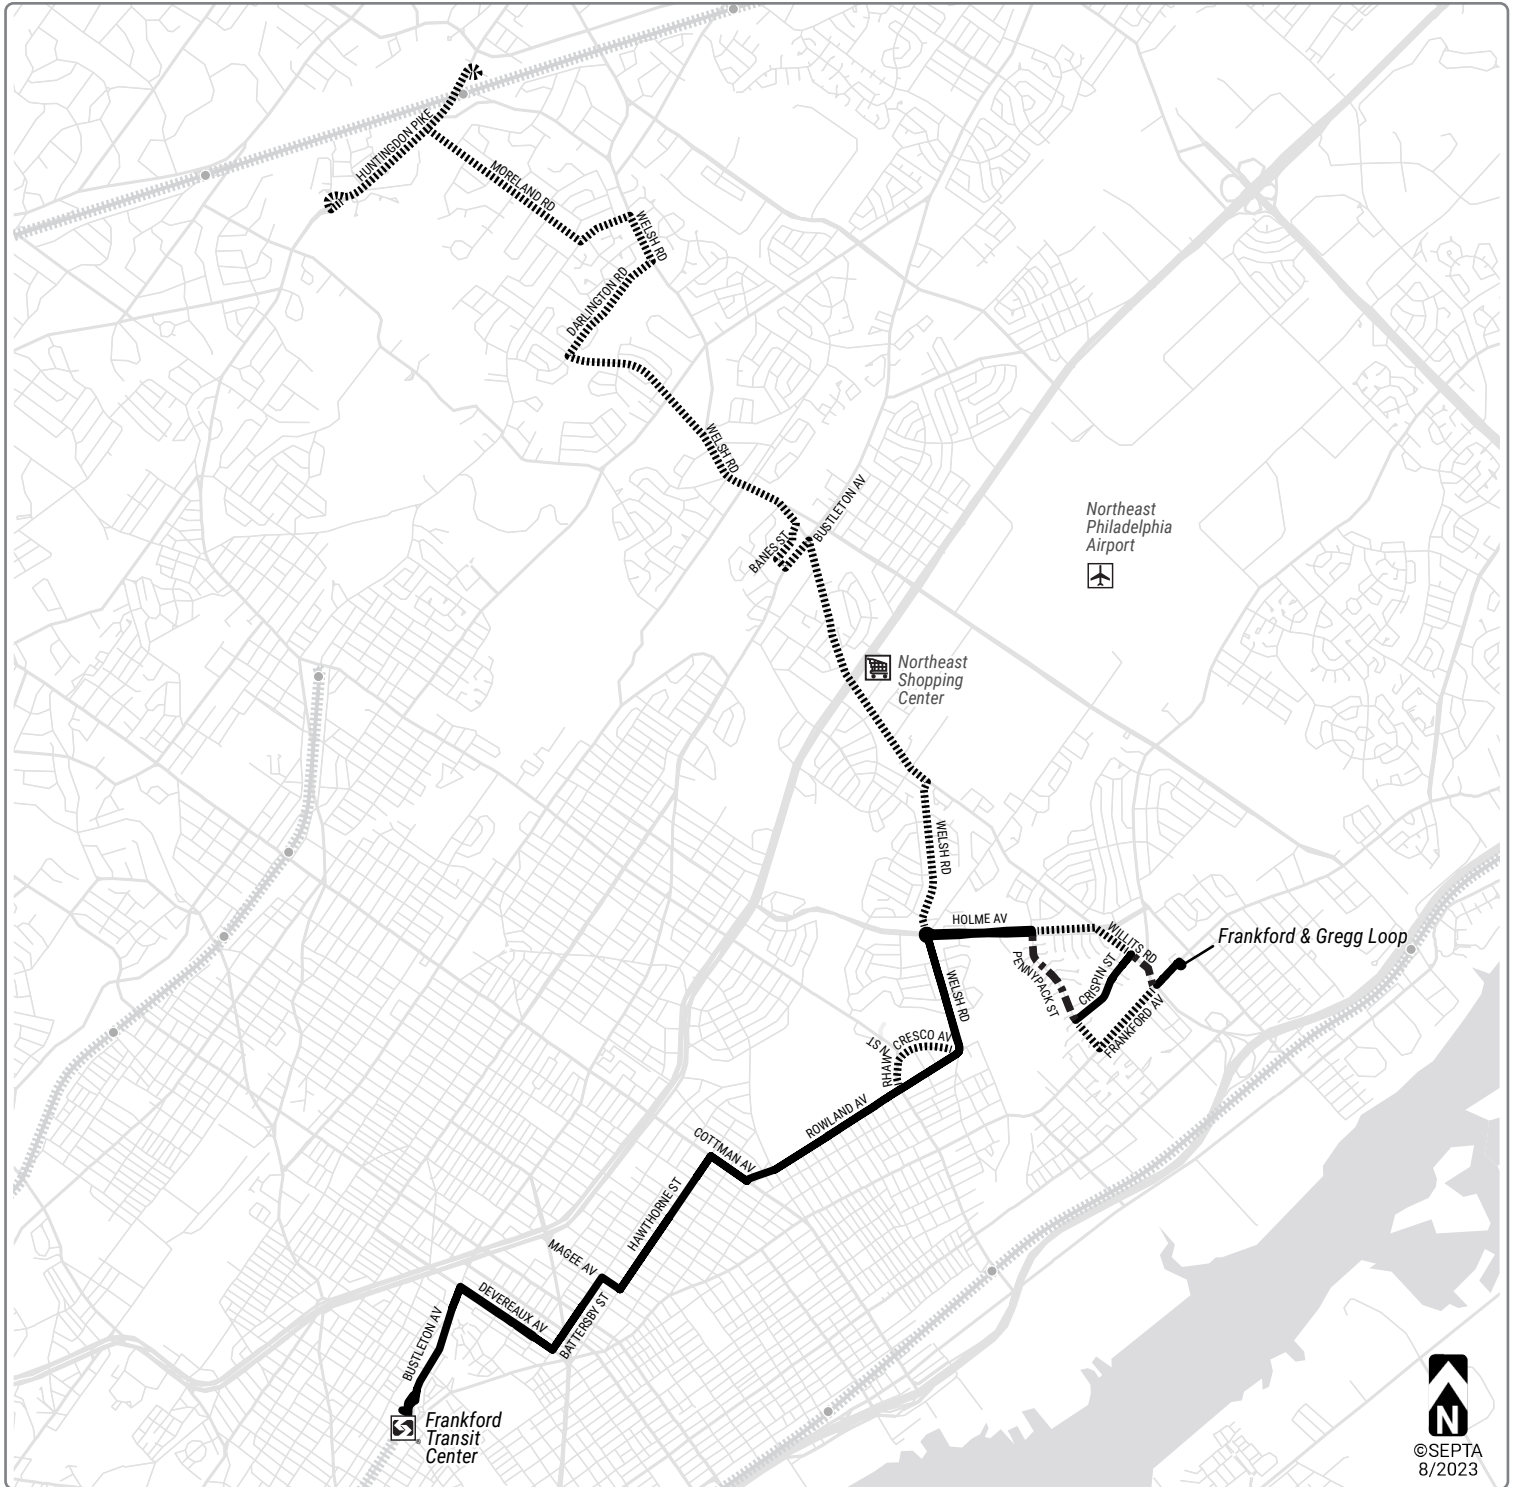 HUNTINGDON PIKE
MORELAND RD
WELSH RD
DARLINGTON RD
WELSH RD
BUSTLETON AV
BANES ST
Northeast
Philadelphia
Airport
Northeast
Shopping
Center
WELSH RD
HOLME AV
WILLITS RD
Frankford & Gregg Loop
PENNYPACK ST
CRISPIN ST
WELSH RD
FRANKFORD AV
CRESCO AV
RHAWN ST
ROWLAND AV
COTTMAN AV
HAWTHORNE ST
MAGEE AV
DEVEREAUX AV
BATTERSBY ST
BUSTLETON AV
Frankford
Transit
Center
N
©SEPTA
8/2023